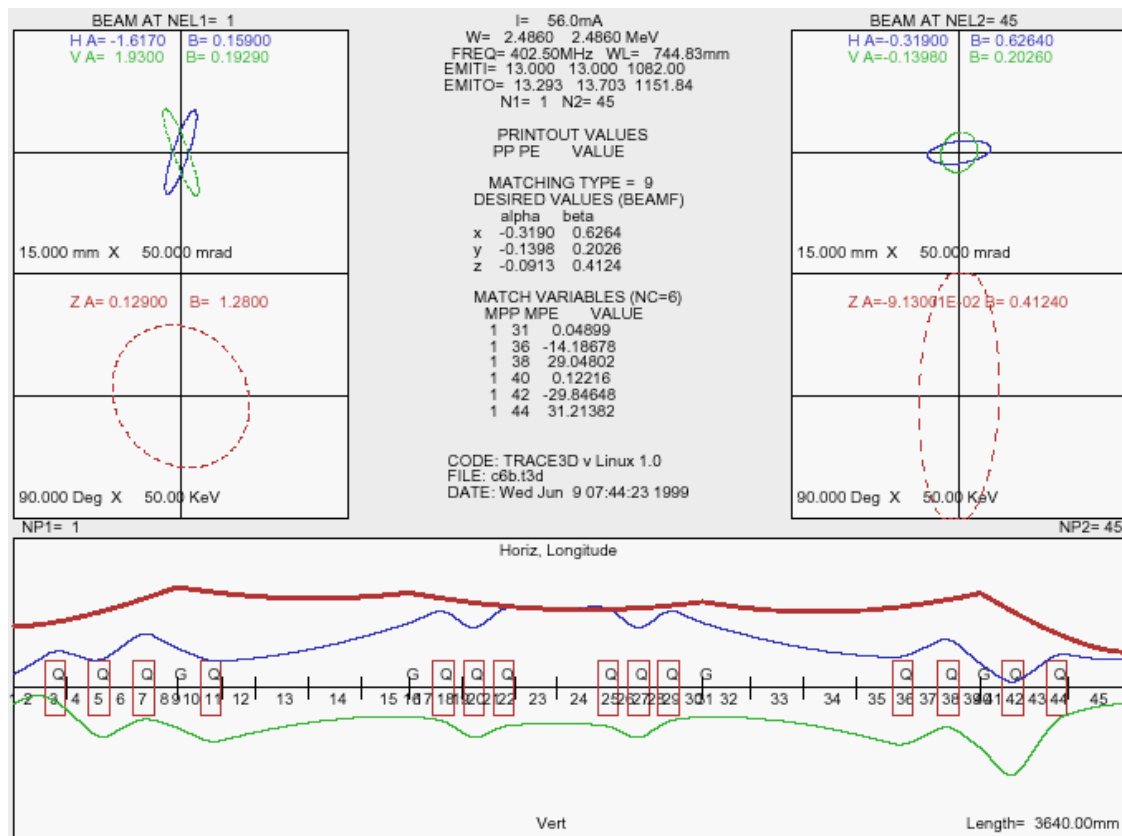 BEAM AT NEL1= 1
H A= -1.6170 B= 0.15900
V A= 1.9300 B= 0.19290
15.000 mm X 50.000 mrad
Z A= 0.12900 B= 1.2800
90.000 Deg X 50.00 KeV
NP1= 1
I= 56.0mA
W= 2.4860 2.4860 MeV
FREQ= 402.50MHz WL= 744.83mm
EMITI= 13.000 13.000 1082.00
EMITO= 13.293 13.703 1151.84
N1= 1 N2= 45
PRINTOUT VALUES
PP PE VALUE
MATCHING TYPE = 9
DESIRED VALUES (BEAMF)
alpha beta
x -0.3190 0.6264
y -0.1398 0.2026
z -0.0913 0.4124
MATCH VARIABLES (NC=6)
MPP MPE VALUE
1 31 0.04899
1 36 -14.18678
1 38 29.04802
1 40 0.12216
1 42 -29.84648
1 44 31.21382
CODE: TRACE3D v Linux 1.0
FILE: c6b.t3d
DATE: Wed Jun 9 07:44:23 1999
BEAM AT NEL2= 45
H A=-0.31900 B= 0.62640
V A=-0.13980 B= 0.20260
15.000 mm X 50.000 mrad
Z A=-9.13001E-02 B= 0.41240
90.000 Deg X 50.00 KeV
NP2= 45
Horiz, Longitude
Q Q Q G Q G Q Q Q Q Q Q G Q Q G Q Q
1 2 3 4 5 6 7 8 9 10 11 12 13 14 15 16 17 18 19 20 21 22 23 24 25 26 27 28 29 30 31 32 33 34 35 36 37 38 39 40 41 42 43 44 45
Vert
Length= 3640.00mm